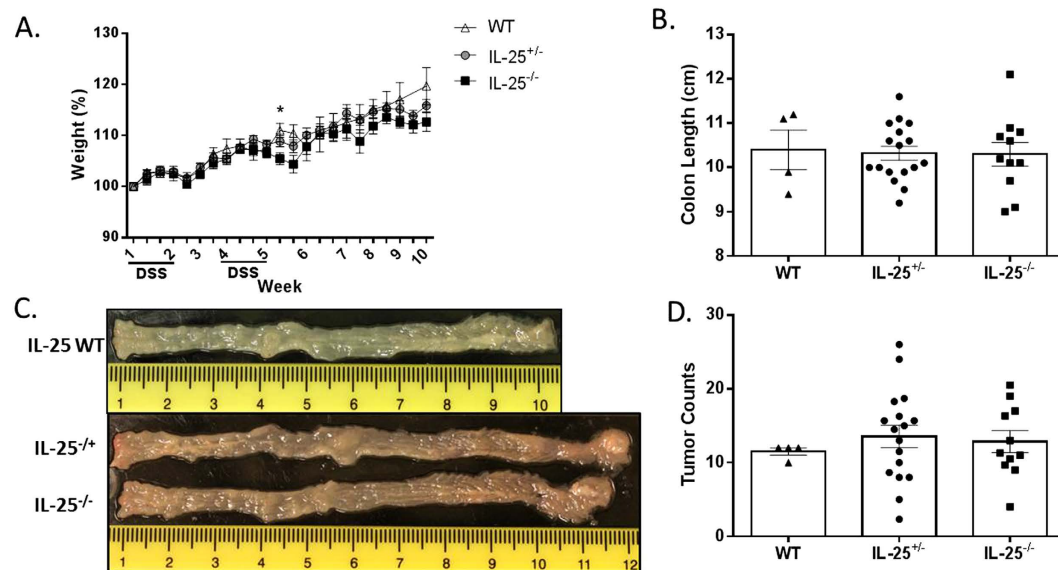 A.
WT
IL-25+/-
IL-25-/-
*
130
120
110
100
90
Weight (%)
1 2 3 4 5 6 7 8 9 10
DSS DSS
Week
B.
13
12
11
10
9
8
Colon Length (cm)
WT IL-25+/- IL-25-/-
C.
IL-25 WT
1 2 3 4 5 6 7 8 9 10
IL-25-/+
IL-25-/-
1 2 3 4 5 6 7 8 9 10 11 12
D.
30
20
10
0
Tumor Counts
WT IL-25+/- IL-25-/-